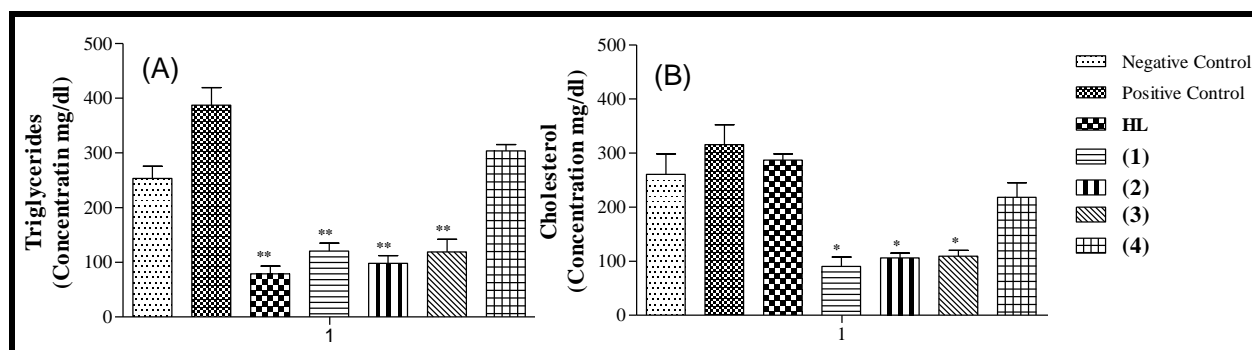 (A)
Triglycerides
(Concentratin mg/dl)
500
400
300
200
100
0
**
**
**
**
1
(B)
Cholesterol
(Concentration mg/dl)
500
400
300
200
100
0
*
*
*
1
Negative Control
Positive Control
HL
(1)
(2)
(3)
(4)